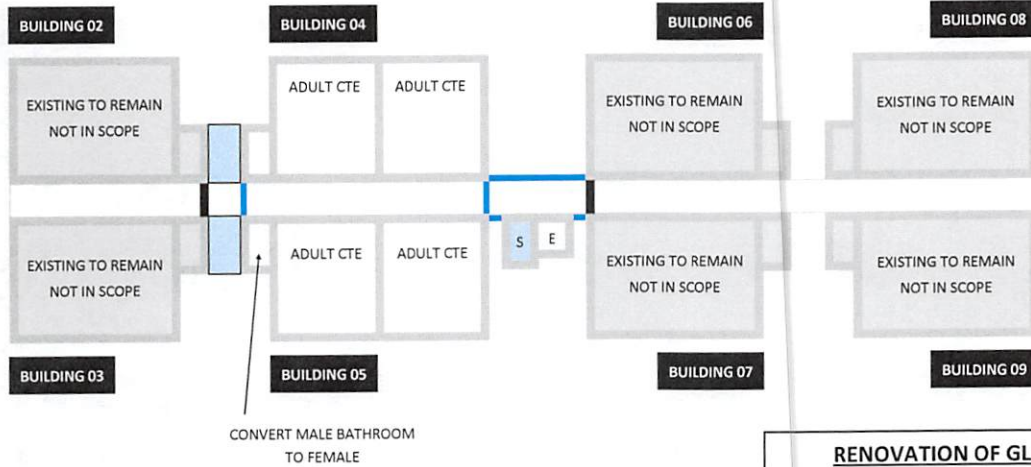 BUILDING 02
BUILDING 04
BUILDING 06
BUILDING 08
EXISTING TO REMAIN
NOT IN SCOPE
ADULT CTE
ADULT CTE
EXISTING TO REMAIN
NOT IN SCOPE
EXISTING TO REMAIN
NOT IN SCOPE
S
E
EXISTING TO REMAIN
NOT IN SCOPE
ADULT CTE
ADULT CTE
EXISTING TO REMAIN
NOT IN SCOPE
EXISTING TO REMAIN
NOT IN SCOPE
BUILDING 03
BUILDING 05
BUILDING 07
BUILDING 09
CONVERT MALE BATHROOM
TO FEMALE
RENOVATION OF GL